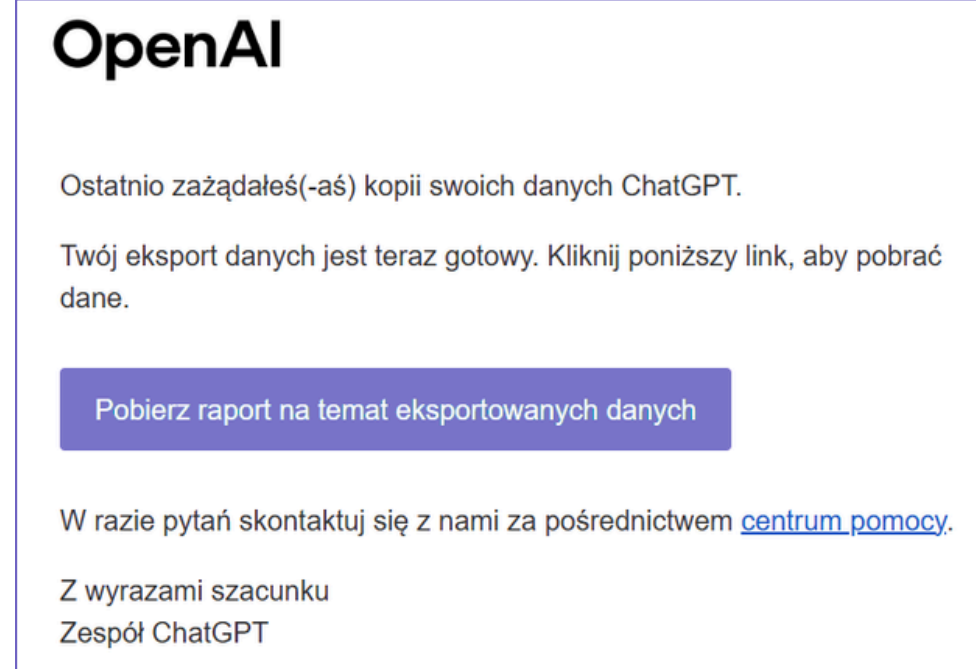 OpenAI
Ostatnio zażądałeś(-aś) kopii swoich danych ChatGPT.
Twój eksport danych jest teraz gotowy. Kliknij poniższy link, aby pobrać
dane.
Pobierz raport na temat eksportowanych danych
W razie pytań skontaktuj się z nami za pośrednictwem centrum pomocy.
Z wyrazami szacunku
Zespół ChatGPT